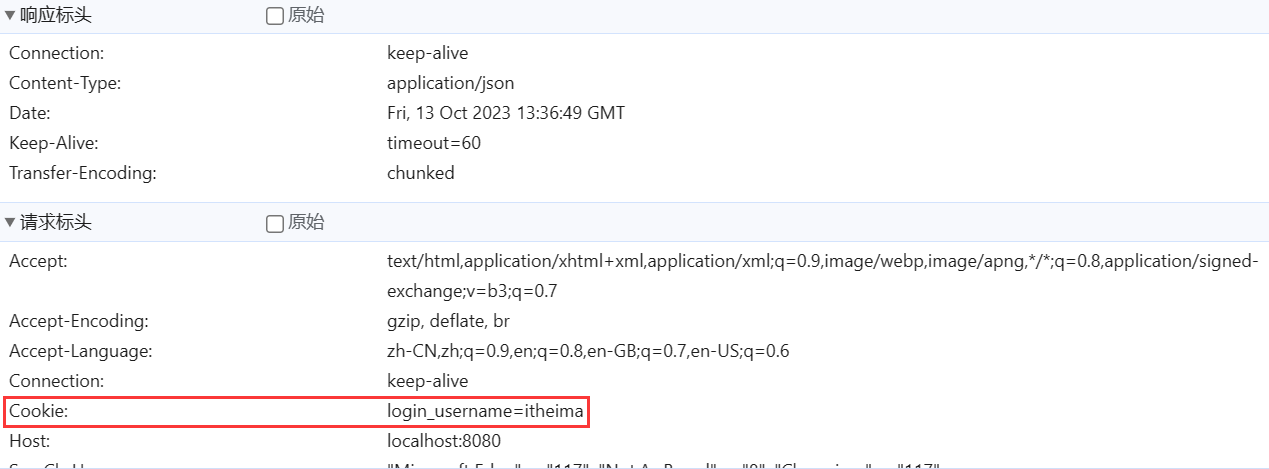 响应标头 原始
Connection: keep-alive
Content-Type: application/json
Date: Fri, 13 Oct 2023 13:36:49 GMT
Keep-Alive: timeout=60
Transfer-Encoding: chunked
请求标头 原始
Accept: text/html,application/xhtml+xml,application/xml;q=0.9,image/webp,image/apng,*/*;q=0.8,application/signed-
exchange;v=b3;q=0.7
Accept-Encoding: gzip, deflate, br
Accept-Language: zh-CN,zh;q=0.9,en;q=0.8,en-GB;q=0.7,en-US;q=0.6
Connection: keep-alive
Cookie: login_username=itheima
Host: localhost:8080